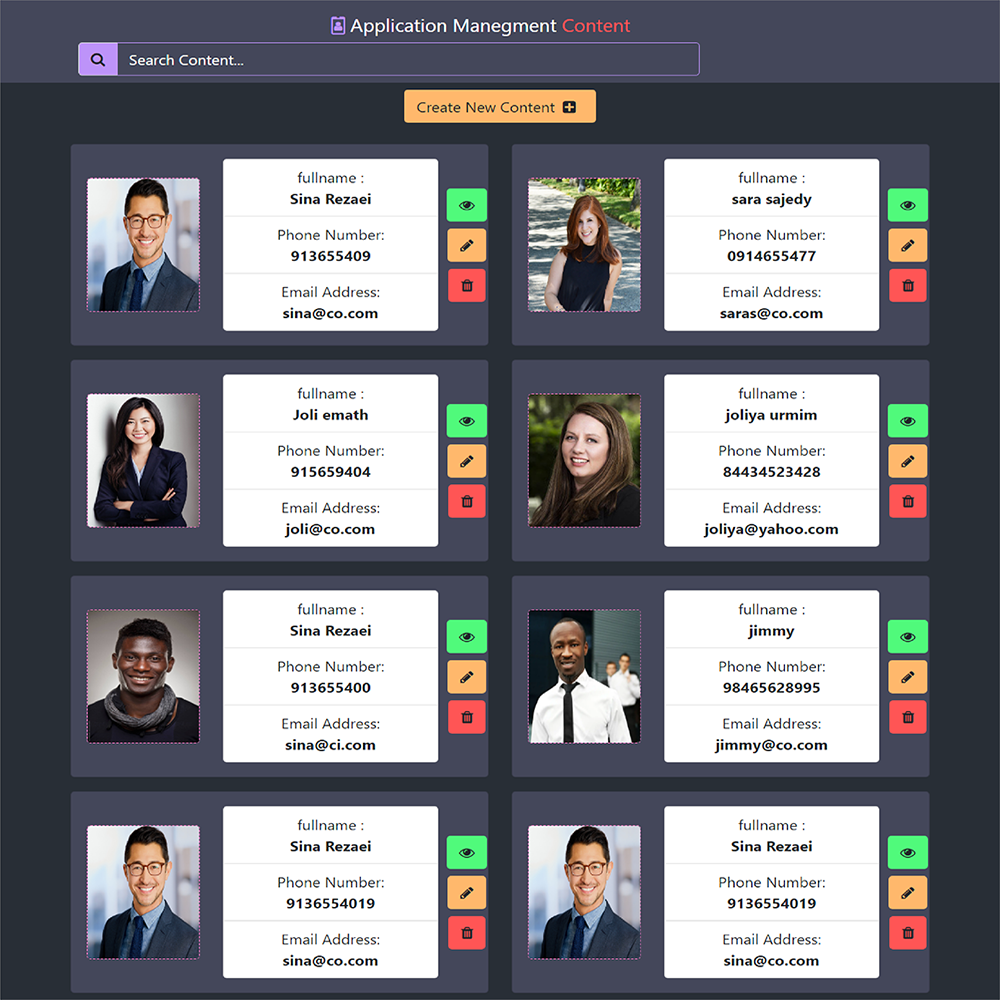 Application Manegment Content
Search Content...
Create New Content
fullname :
Sina Rezaei
Phone Number:
913655409
Email Address:
sina@co.com
fullname :
sara sajedy
Phone Number:
0914655477
Email Address:
saras@co.com
fullname :
Joli emath
Phone Number:
915659404
Email Address:
joli@co.com
fullname :
joliya urmim
Phone Number:
84434523428
Email Address:
joliya@yahoo.com
fullname :
Sina Rezaei
Phone Number:
913655400
Email Address:
sina@ci.com
fullname :
jimmy
Phone Number:
98465628995
Email Address:
jimmy@co.com
fullname :
Sina Rezaei
Phone Number:
9136554019
Email Address:
sina@co.com
fullname :
Sina Rezaei
Phone Number:
9136554019
Email Address:
sina@co.com